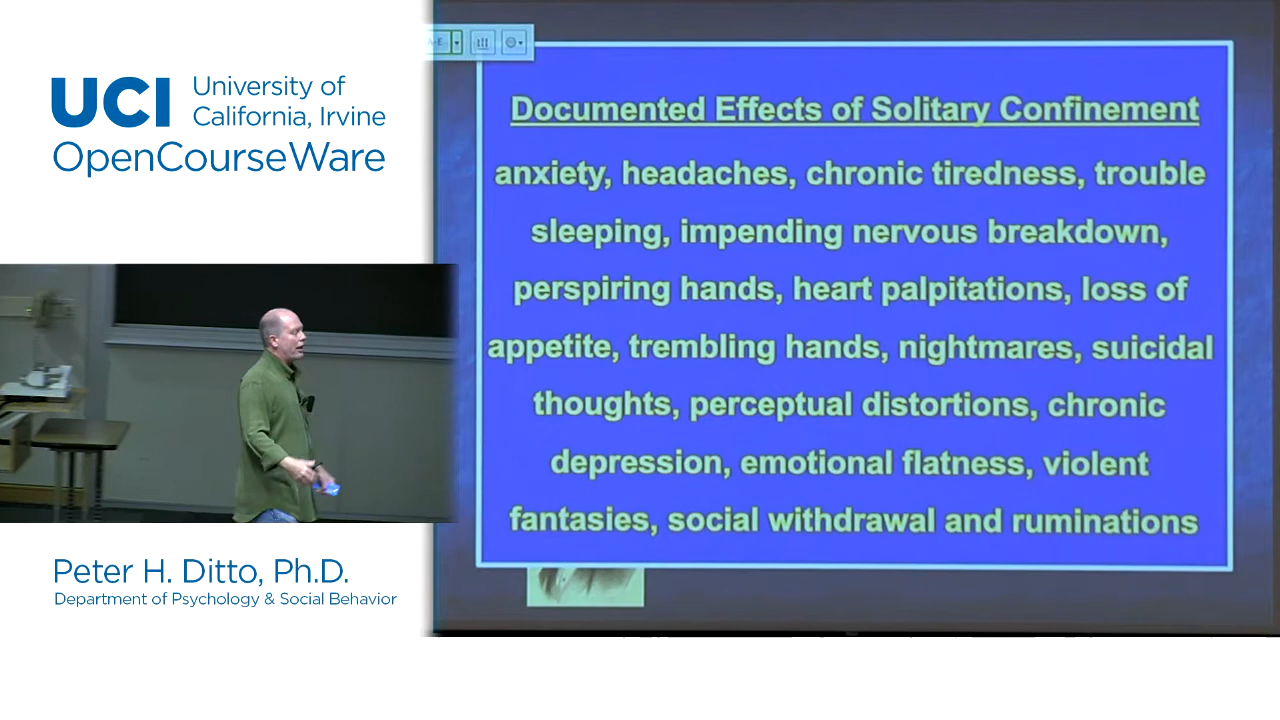 UCI University of
California, Irvine
OpenCourseWare
Documented Effects of Solitary Confinement
anxiety, headaches, chronic tiredness, trouble
sleeping, impending nervous breakdown,
perspiring hands, heart palpitations, loss of
appetite, trembling hands, nightmares, suicidal
thoughts, perceptual distortions, chronic
depression, emotional flatness, violent
fantasies, social withdrawal and ruminations
Peter H. Ditto, Ph.D.
Department of Psychology & Social Behavior